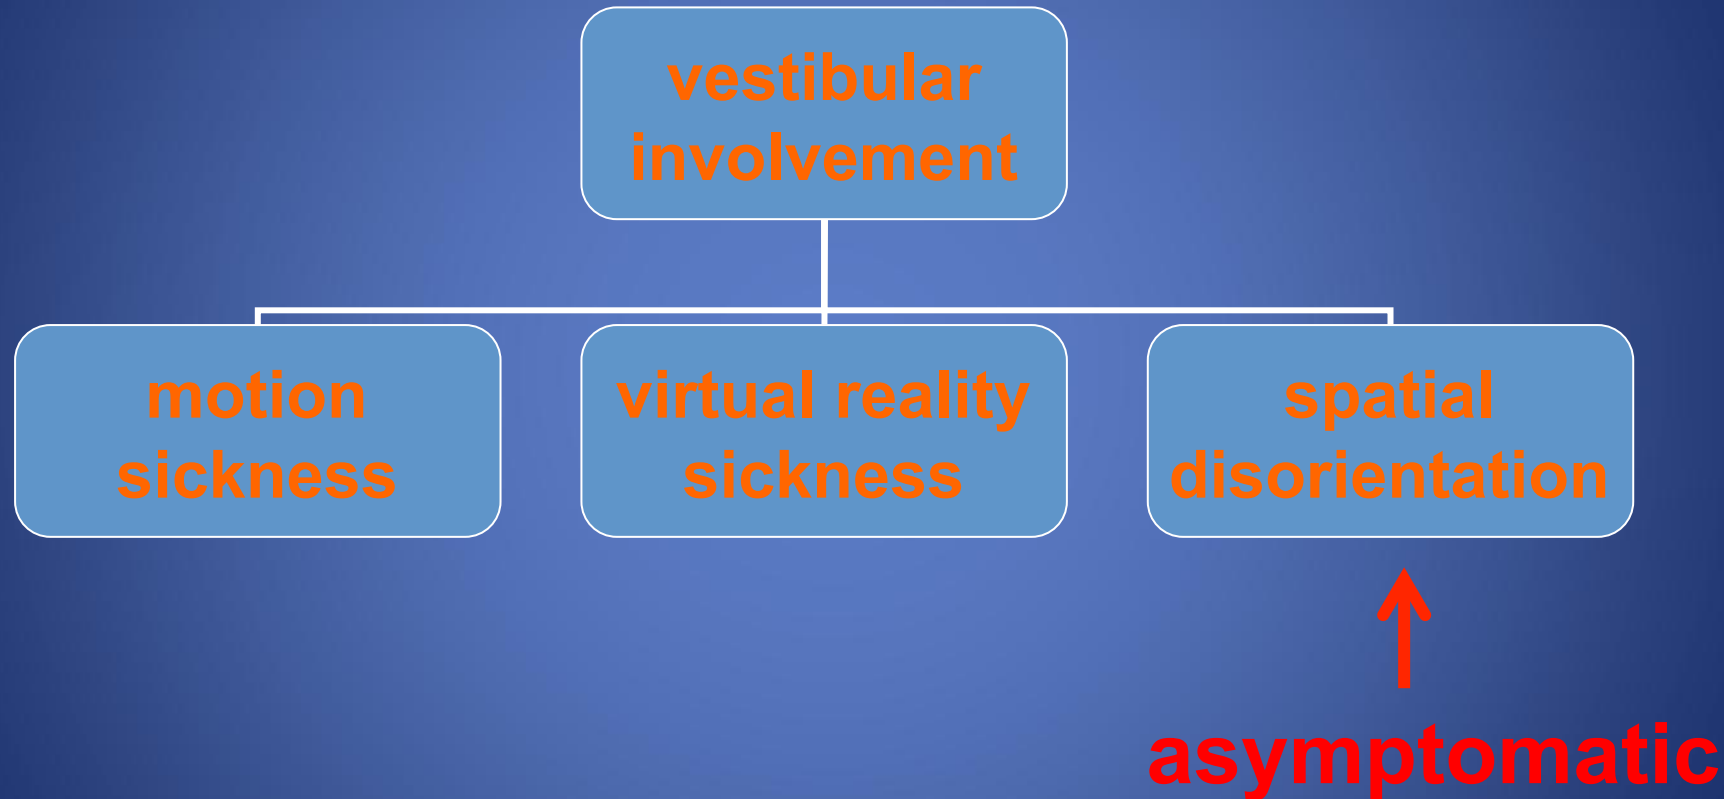 vestibular
involvement
motion
sickness
virtual reality
sickness
spatial
disorientation
asymptomatic